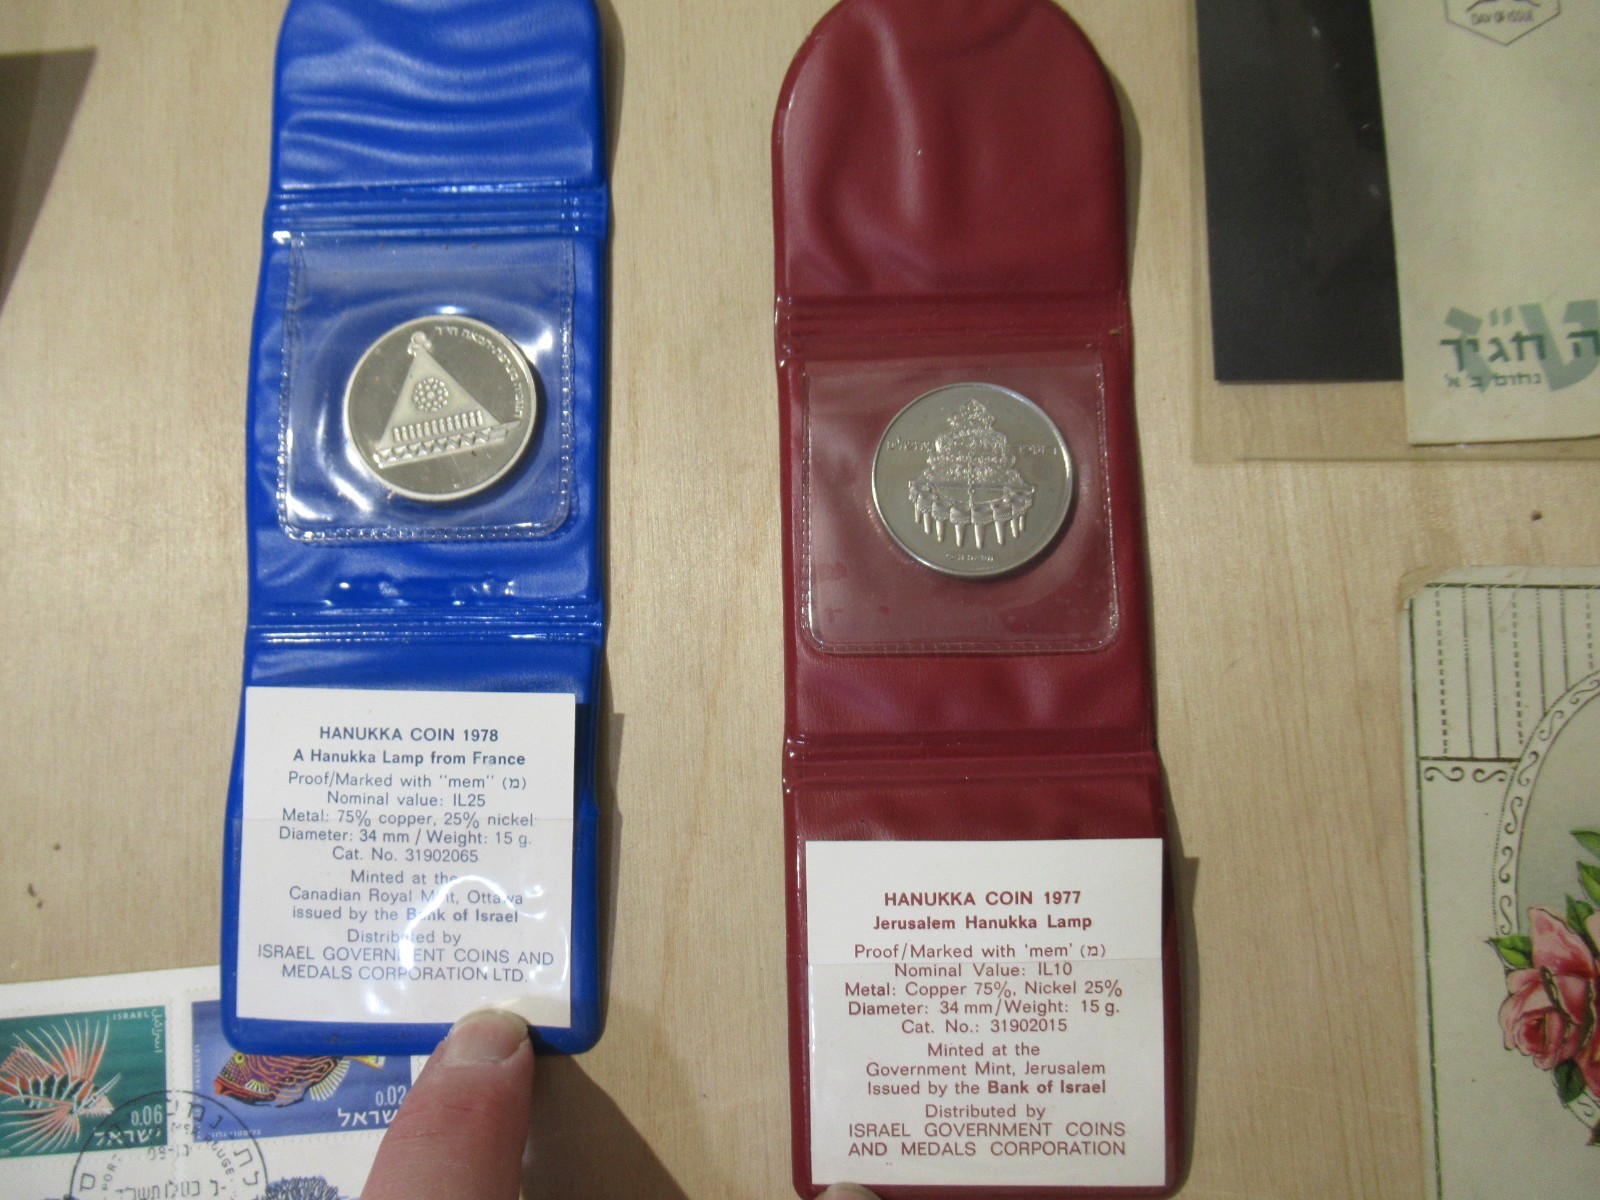 HANUKKA COIN 1978
A Hanukka Lamp from France
Proof/Marked with "mem" (מ)
Nominal value: IL25
Metal: 75% copper, 25% nickel
Diameter: 34 mm / Weight: 15 g.
Cat. No. 31902065
Minted at the
Canadian Royal Mint, Ottawa
issued by the Bank of Israel
Distributed by
ISRAEL GOVERNMENT COINS AND
MEDALS CORPORATION LTD.
HANUKKA COIN 1977
Jerusalem Hanukka Lamp
Proof/Marked with 'mem' (מ)
Nominal Value: IL10
Metal: Copper 75%, Nickel 25%
Diameter: 34 mm/Weight: 15 g.
Cat. No.: 31902015
Minted at the
Government Mint, Jerusalem
Issued by the Bank of Israel
Distributed by
ISRAEL GOVERNMENT COINS
AND MEDALS CORPORATION
DAY OF ISSUE
ה חגיך
נחום ב' א'
ISRAEL
0.06
ישראל
0.02
ישראל